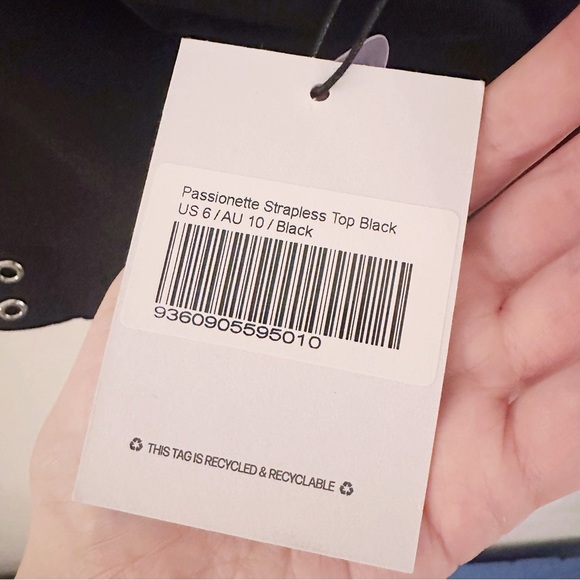 Passionette Strapless Top Black
US 6 / AU 10 / Black
9360905595010
THIS TAG IS RECYCLED & RECYCLABLE